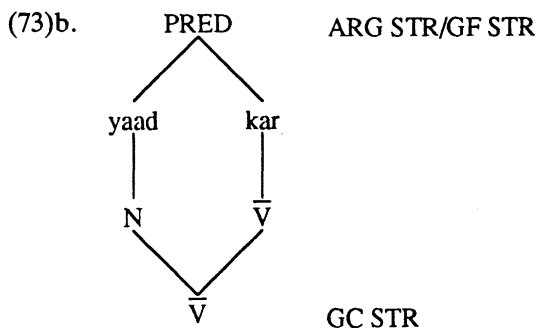 (73)b. PRED ARG STR/GF STR
yaad kar
N V̅
V̅ GC STR